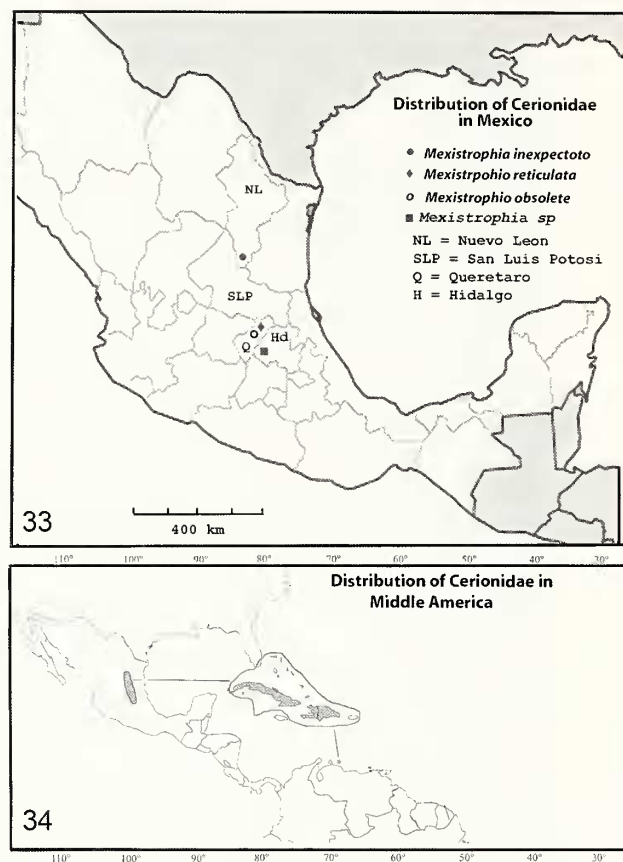 Distribution of Cerionidae
in Mexico
Mexistrophia inexpectoto
Mexistrpohio reticulata
Mexistrophio obsolete
Mexistrophia sp
NL = Nuevo Leon
SLP = San Luis Potosi
Q = Queretaro
H = Hidalgo
NL
SLP
Hd
Q
33
400 km
110° 100° 90° 80° 70° 60° 50° 40° 30°
Distribution of Cerionidae in
Middle America
34
110° 100° 90° 80° 70° 60° 50° 40° 30°